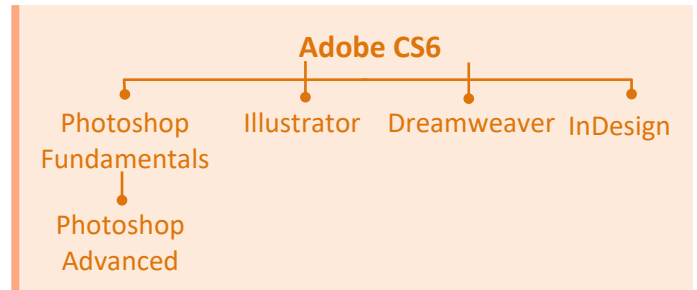 Adobe CS6
Photoshop
Fundamentals
Illustrator
Dreamweaver
InDesign
Photoshop
Advanced